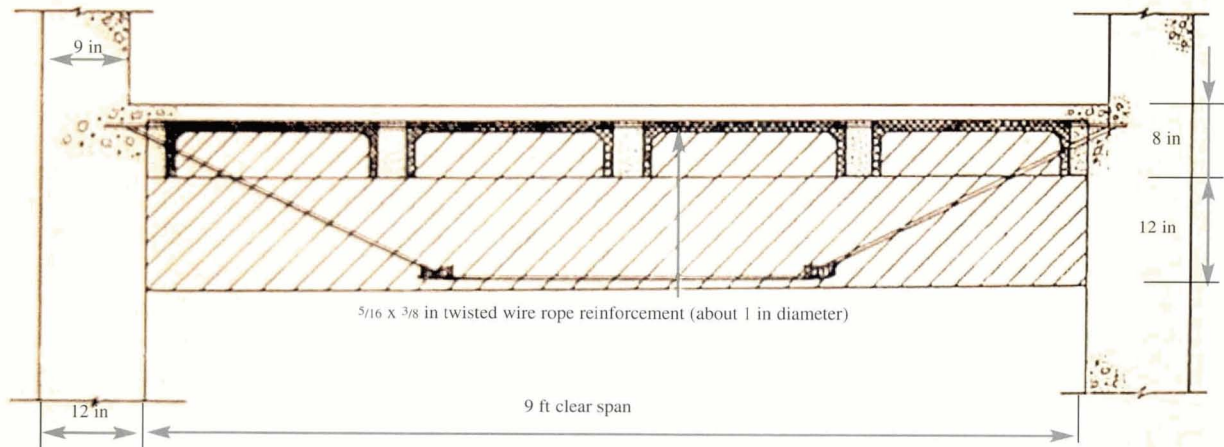 9 in
8 in
12 in
5/16 x 3/8 in twisted wire rope reinforcement (about 1 in diameter)
9 ft clear span
12 in